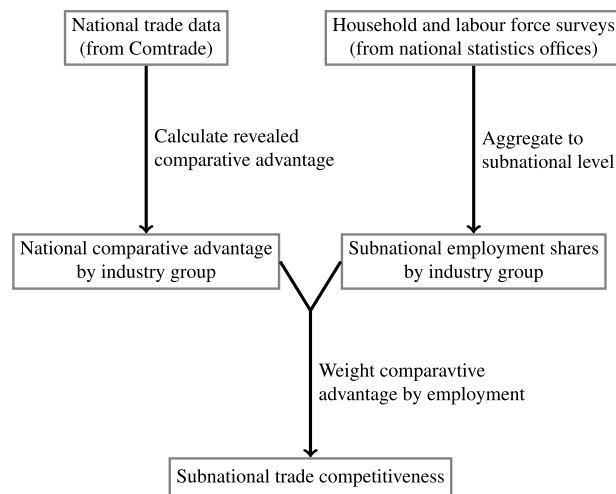 National trade data
(from Comtrade)
Household and labour force surveys
(from national statistics offices)
Calculate revealed
comparative advantage
Aggregate to
subnational level
National comparative advantage
by industry group
Subnational employment shares
by industry group
Weight comparavtive
advantage by employment
Subnational trade competitiveness